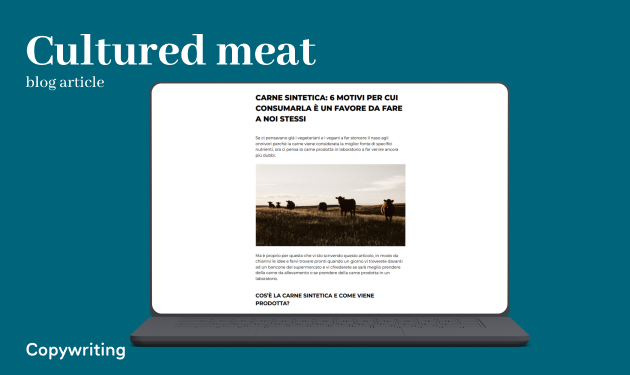 Cultured meat
blog article
CARNE SINTETICA: 6 MOTIVI PER CUI
CONSUMARLA È UN FAVORE DA FARE
A NOI STESSI
Se ci pensavano già i vegetariani e i vegani a far storcere il naso agli
onnivori perché la carne viene considerata la miglior fonte di specifici
nutrienti, ora ci pensa la carne prodotta in laboratorio a far venire ancora
più dubbi.
Ma è proprio per questo che vi sto scrivendo questo articolo, in modo da
chiarirvi le idee e farvi trovare pronti quando un giorno vi troverete davanti
ad un bancone del supermercato e vi chiederete se sarà meglio prendere
della carne da allevamento o se prendere della carne prodotta in un
laboratorio.
COS'È LA CARNE SINTETICA E COME VIENE
PRODOTTA?
Copywriting